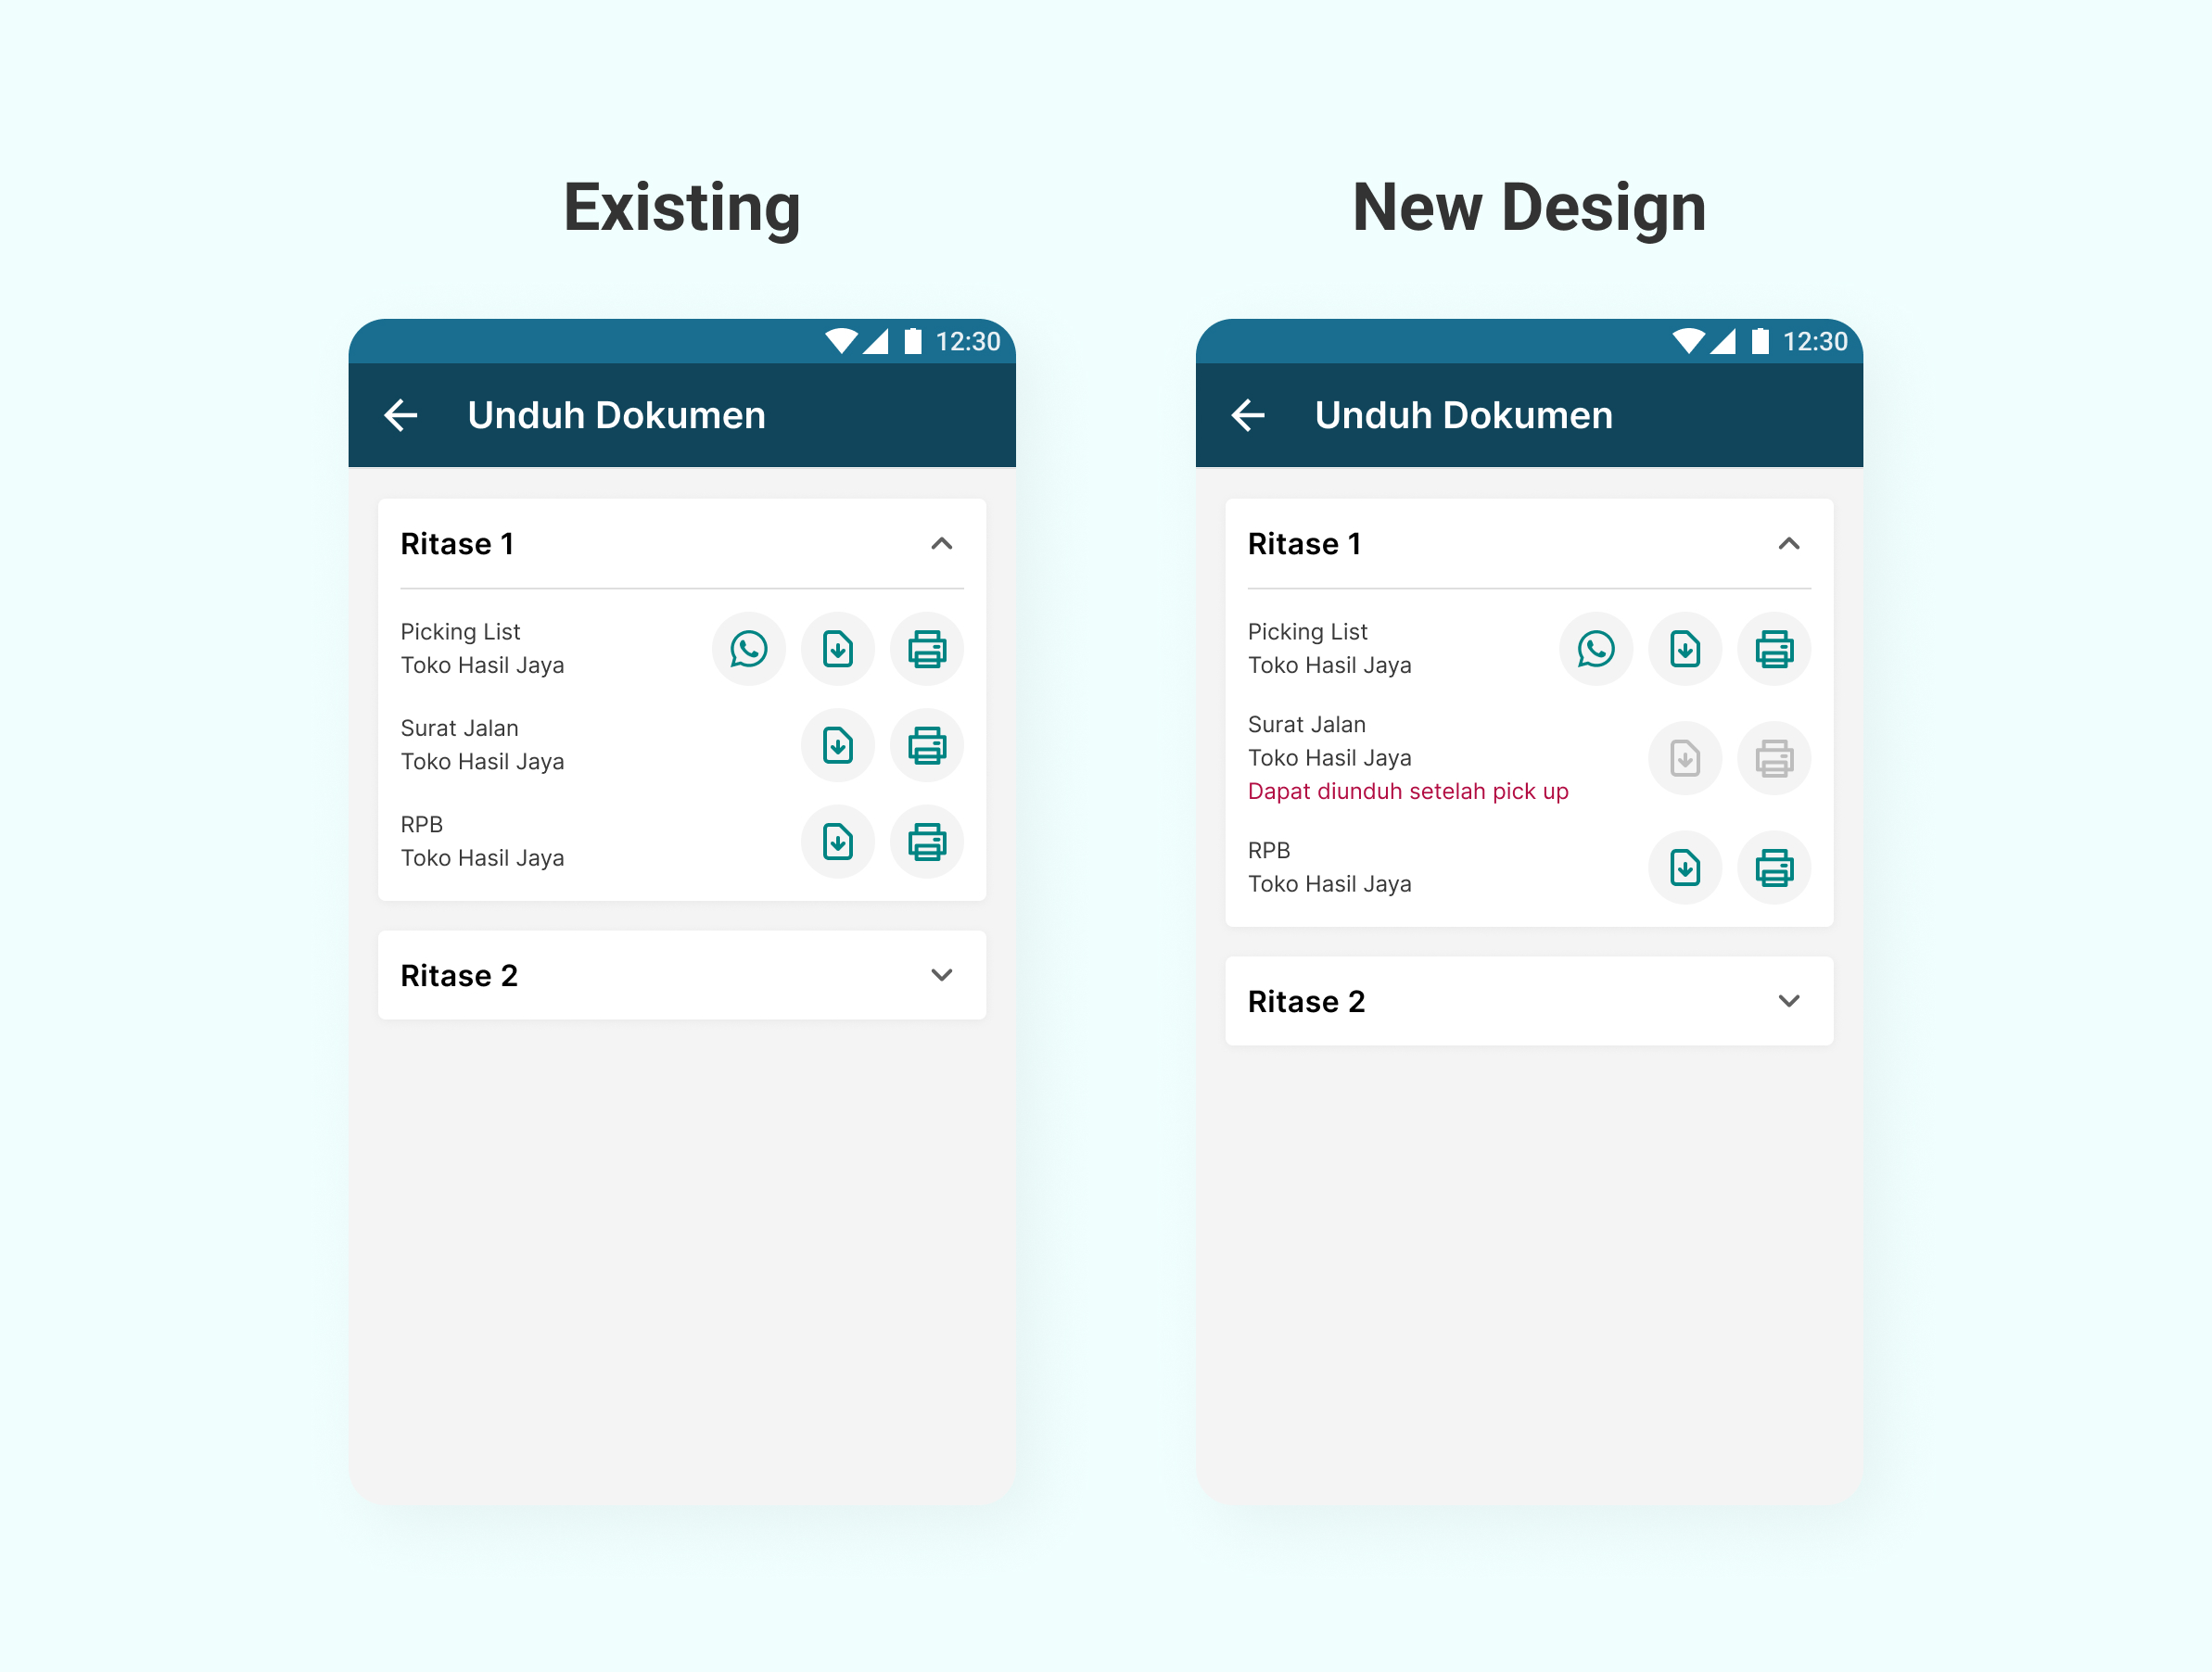 Existing
12:30
Unduh Dokumen
Ritase 1
Picking List
Toko Hasil Jaya
Surat Jalan
Toko Hasil Jaya
RPB
Toko Hasil Jaya
Ritase 2
New Design
12:30
Unduh Dokumen
Ritase 1
Picking List
Toko Hasil Jaya
Surat Jalan
Toko Hasil Jaya
Dapat diunduh setelah pick up
RPB
Toko Hasil Jaya
Ritase 2